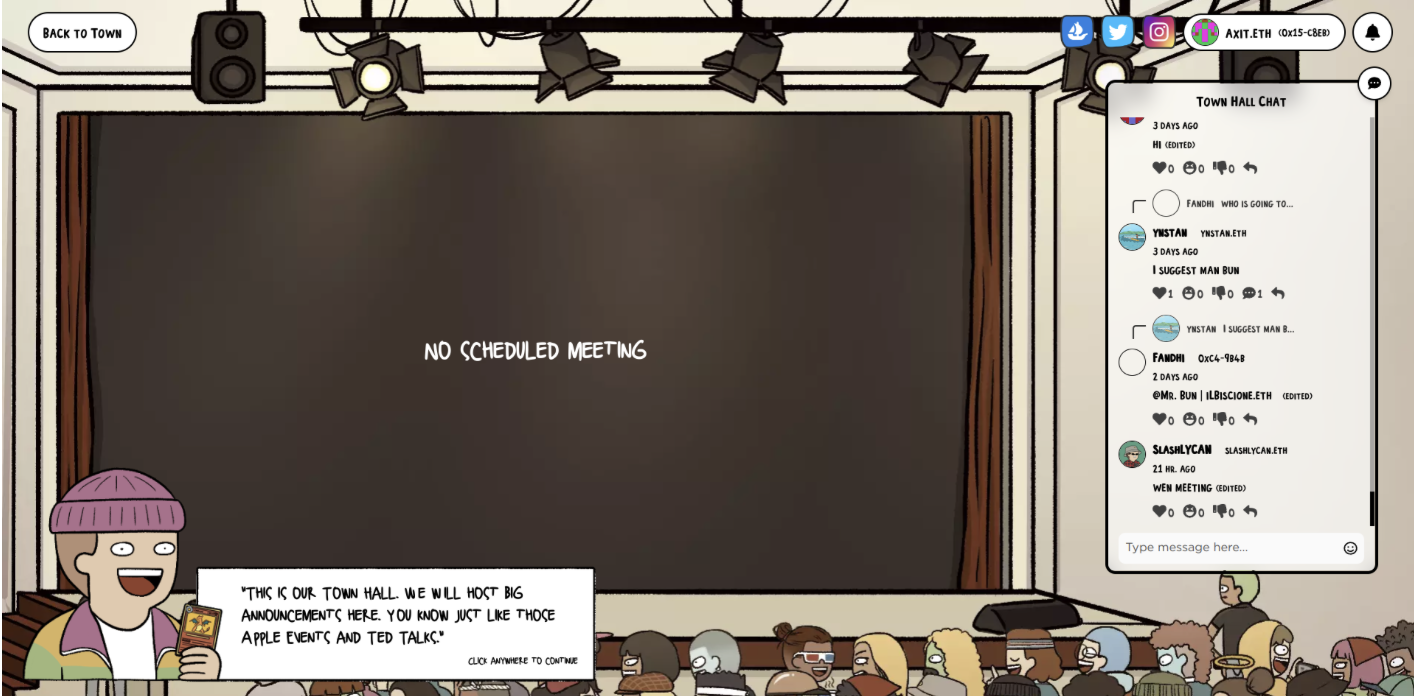 Back to Town
Axit.eth (0x15-c8eb)
Town Hall Chat
3 days ago
Hi (edited)
0 0 0
Fandhi who is going to...
ynstan ynstan.eth
3 days ago
I suggest man bun
1 0 0 1
ynstan I suggest man b...
Fandhi 0xc4-9b4b
2 days ago
@Mr. Bun | ilBiscione.eth (edited)
0 0 0
SlashLycan slashlycan.eth
21 hr. ago
wen meeting (edited)
0 0 0
Type message here...
NO SCHEDULED MEETING
"THIS IS OUR TOWN HALL. WE WILL HOST BIG
ANNOUNCEMENTS HERE. YOU KNOW JUST LIKE THOSE
APPLE EVENTS AND TED TALKS."
CLICK ANYWHERE TO CONTINUE